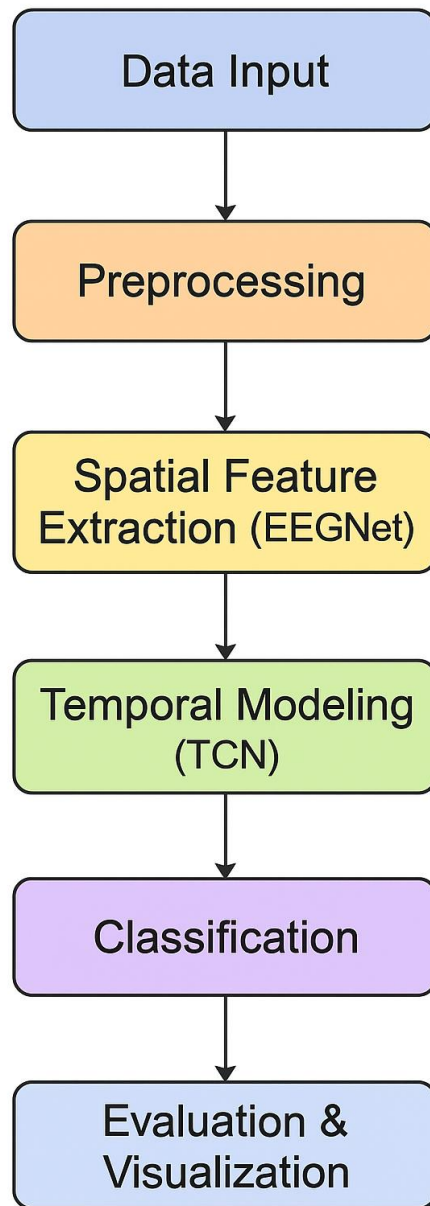 Data Input
Preprocessing
Spatial Feature
Extraction (EEGNet)
Temporal Modeling
(TCN)
Classification
Evaluation &
Visualization